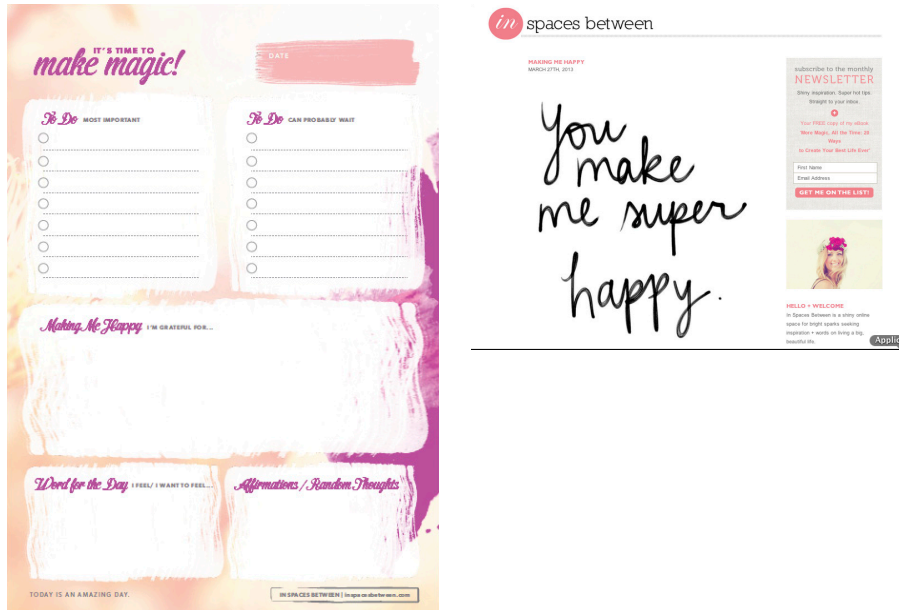 IT'S TIME TO
make magic!
DATE
To Do MOST IMPORTANT
To Do CAN PROBABLY WAIT
Making Me Happy I'M GRATEFUL FOR...
Word for the Day I FEEL/ I WANT TO FEEL...
Affirmations / Random Thoughts
TODAY IS AN AMAZING DAY.
IN SPACES BETWEEN | inspacesbetween.com
in spaces between
MAKING ME HAPPY
MARCH 27TH, 2013
you
make
me super
happy.
subscribe to the monthly
NEWSLETTER
Shiny inspiration. Super hot tips.
Straight to your inbox.
Your FREE copy of my eBook
'More Magic, All the Time: 28
Ways
to Create Your Best Life Ever'
First Name
Email Address
GET ME ON THE LIST!
HELLO + WELCOME
In Spaces Between is a shiny online
space for bright sparks seeking
inspiration + words on living a big,
beautiful life.
Applic